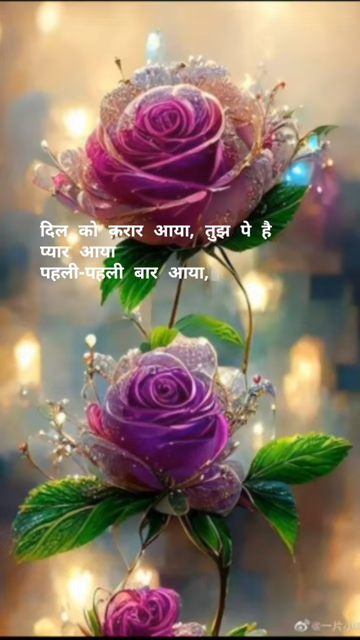 दिल को क़रार आया, तुझ पे है
प्यार आया
पहली-पहली बार आया,